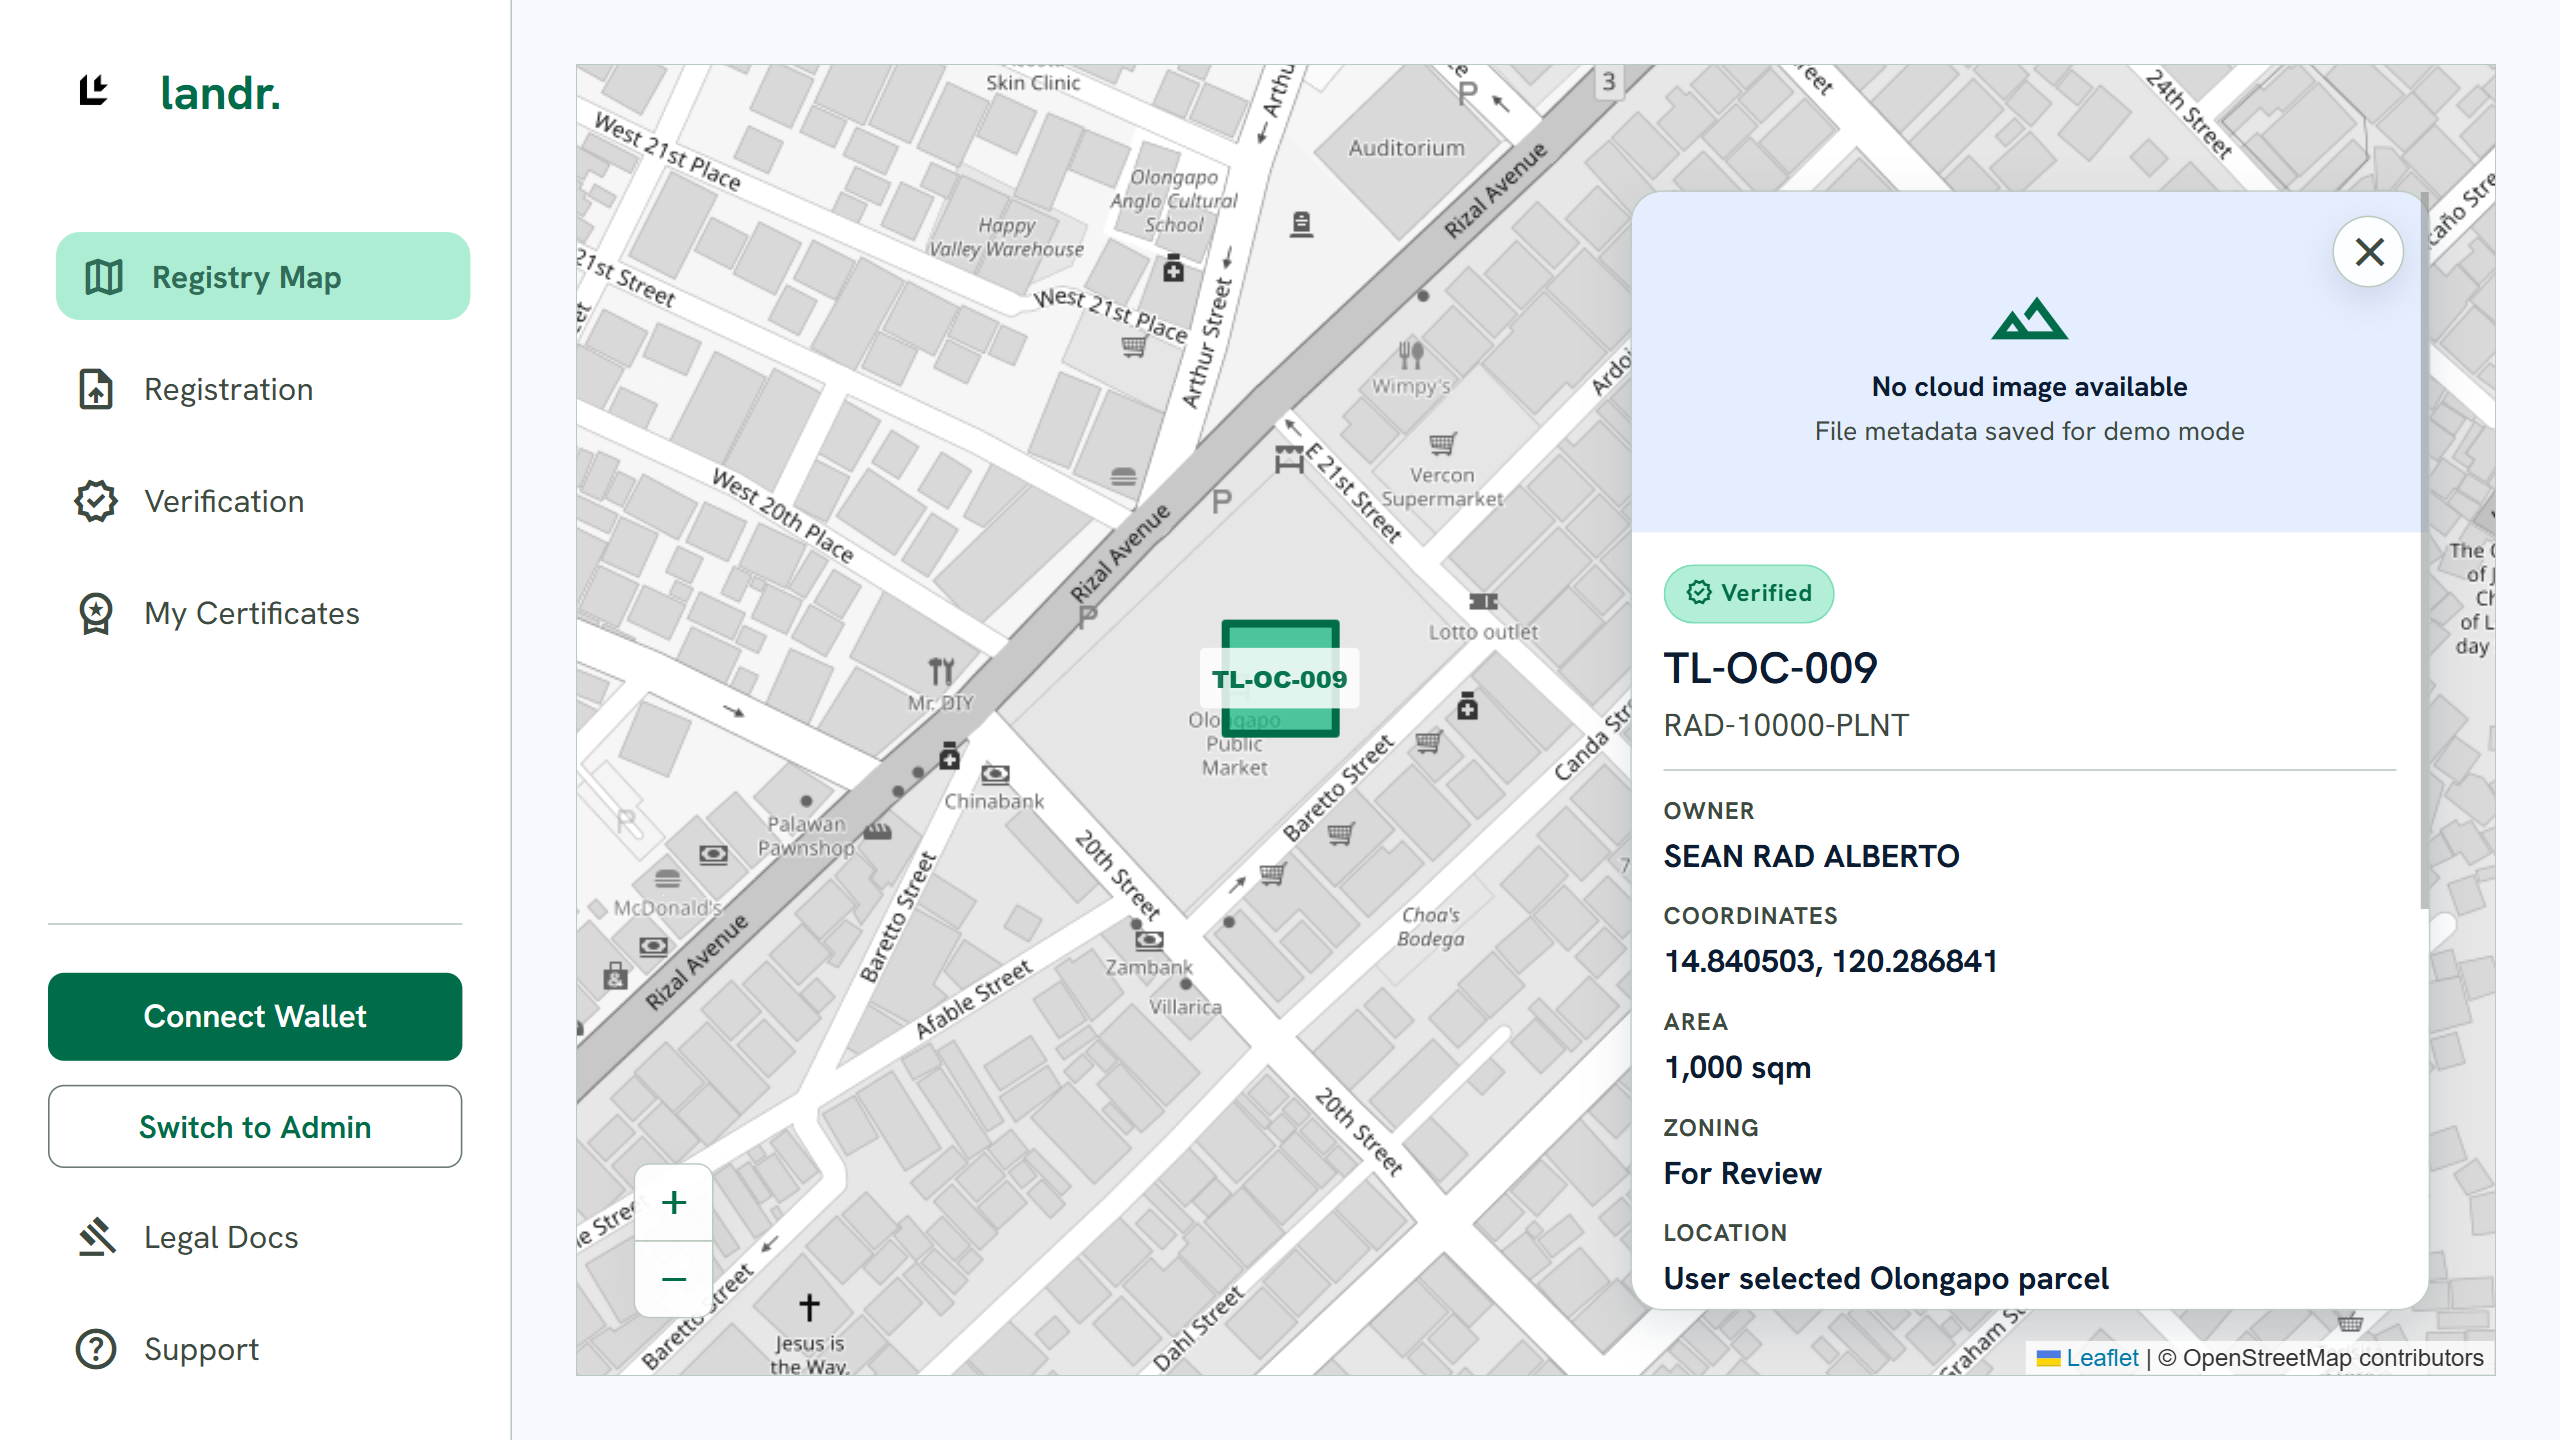 landr.
Registry Map
Registration
Verification
My Certificates
Connect Wallet
Switch to Admin
Legal Docs
Support
Skin Clinic
West 21st Place
21st Street
Happy
Valley Warehouse
Olongapo
Anglo Cultural
School
West 21st Place
Arthur Street
Auditorium
3
P
Rizal Avenue
24th Street
Wimpy's
Vercon
Supermarket
E 21st Street
P
West 20th Place
Rizal Avenue
P
Mr. DIY
TL-OC-009
Olongapo
Public
Market
Lotto outlet
Chinabank
Palawan
Pawnshop
P
McDonald's
Rizal Avenue
Baretto Street
20th Street
Baretto Street
Afable Street
Zambank
Villarica
Choa's
Bodega
20th Street
Dahl Street
Baretto Street
Jesus is
the Way,
+
−
No cloud image available
File metadata saved for demo mode
Verified
TL-OC-009
RAD-10000-PLNT
OWNER
SEAN RAD ALBERTO
COORDINATES
14.840503, 120.286841
AREA
1,000 sqm
ZONING
For Review
LOCATION
User selected Olongapo parcel
Leaflet | © OpenStreetMap contributors